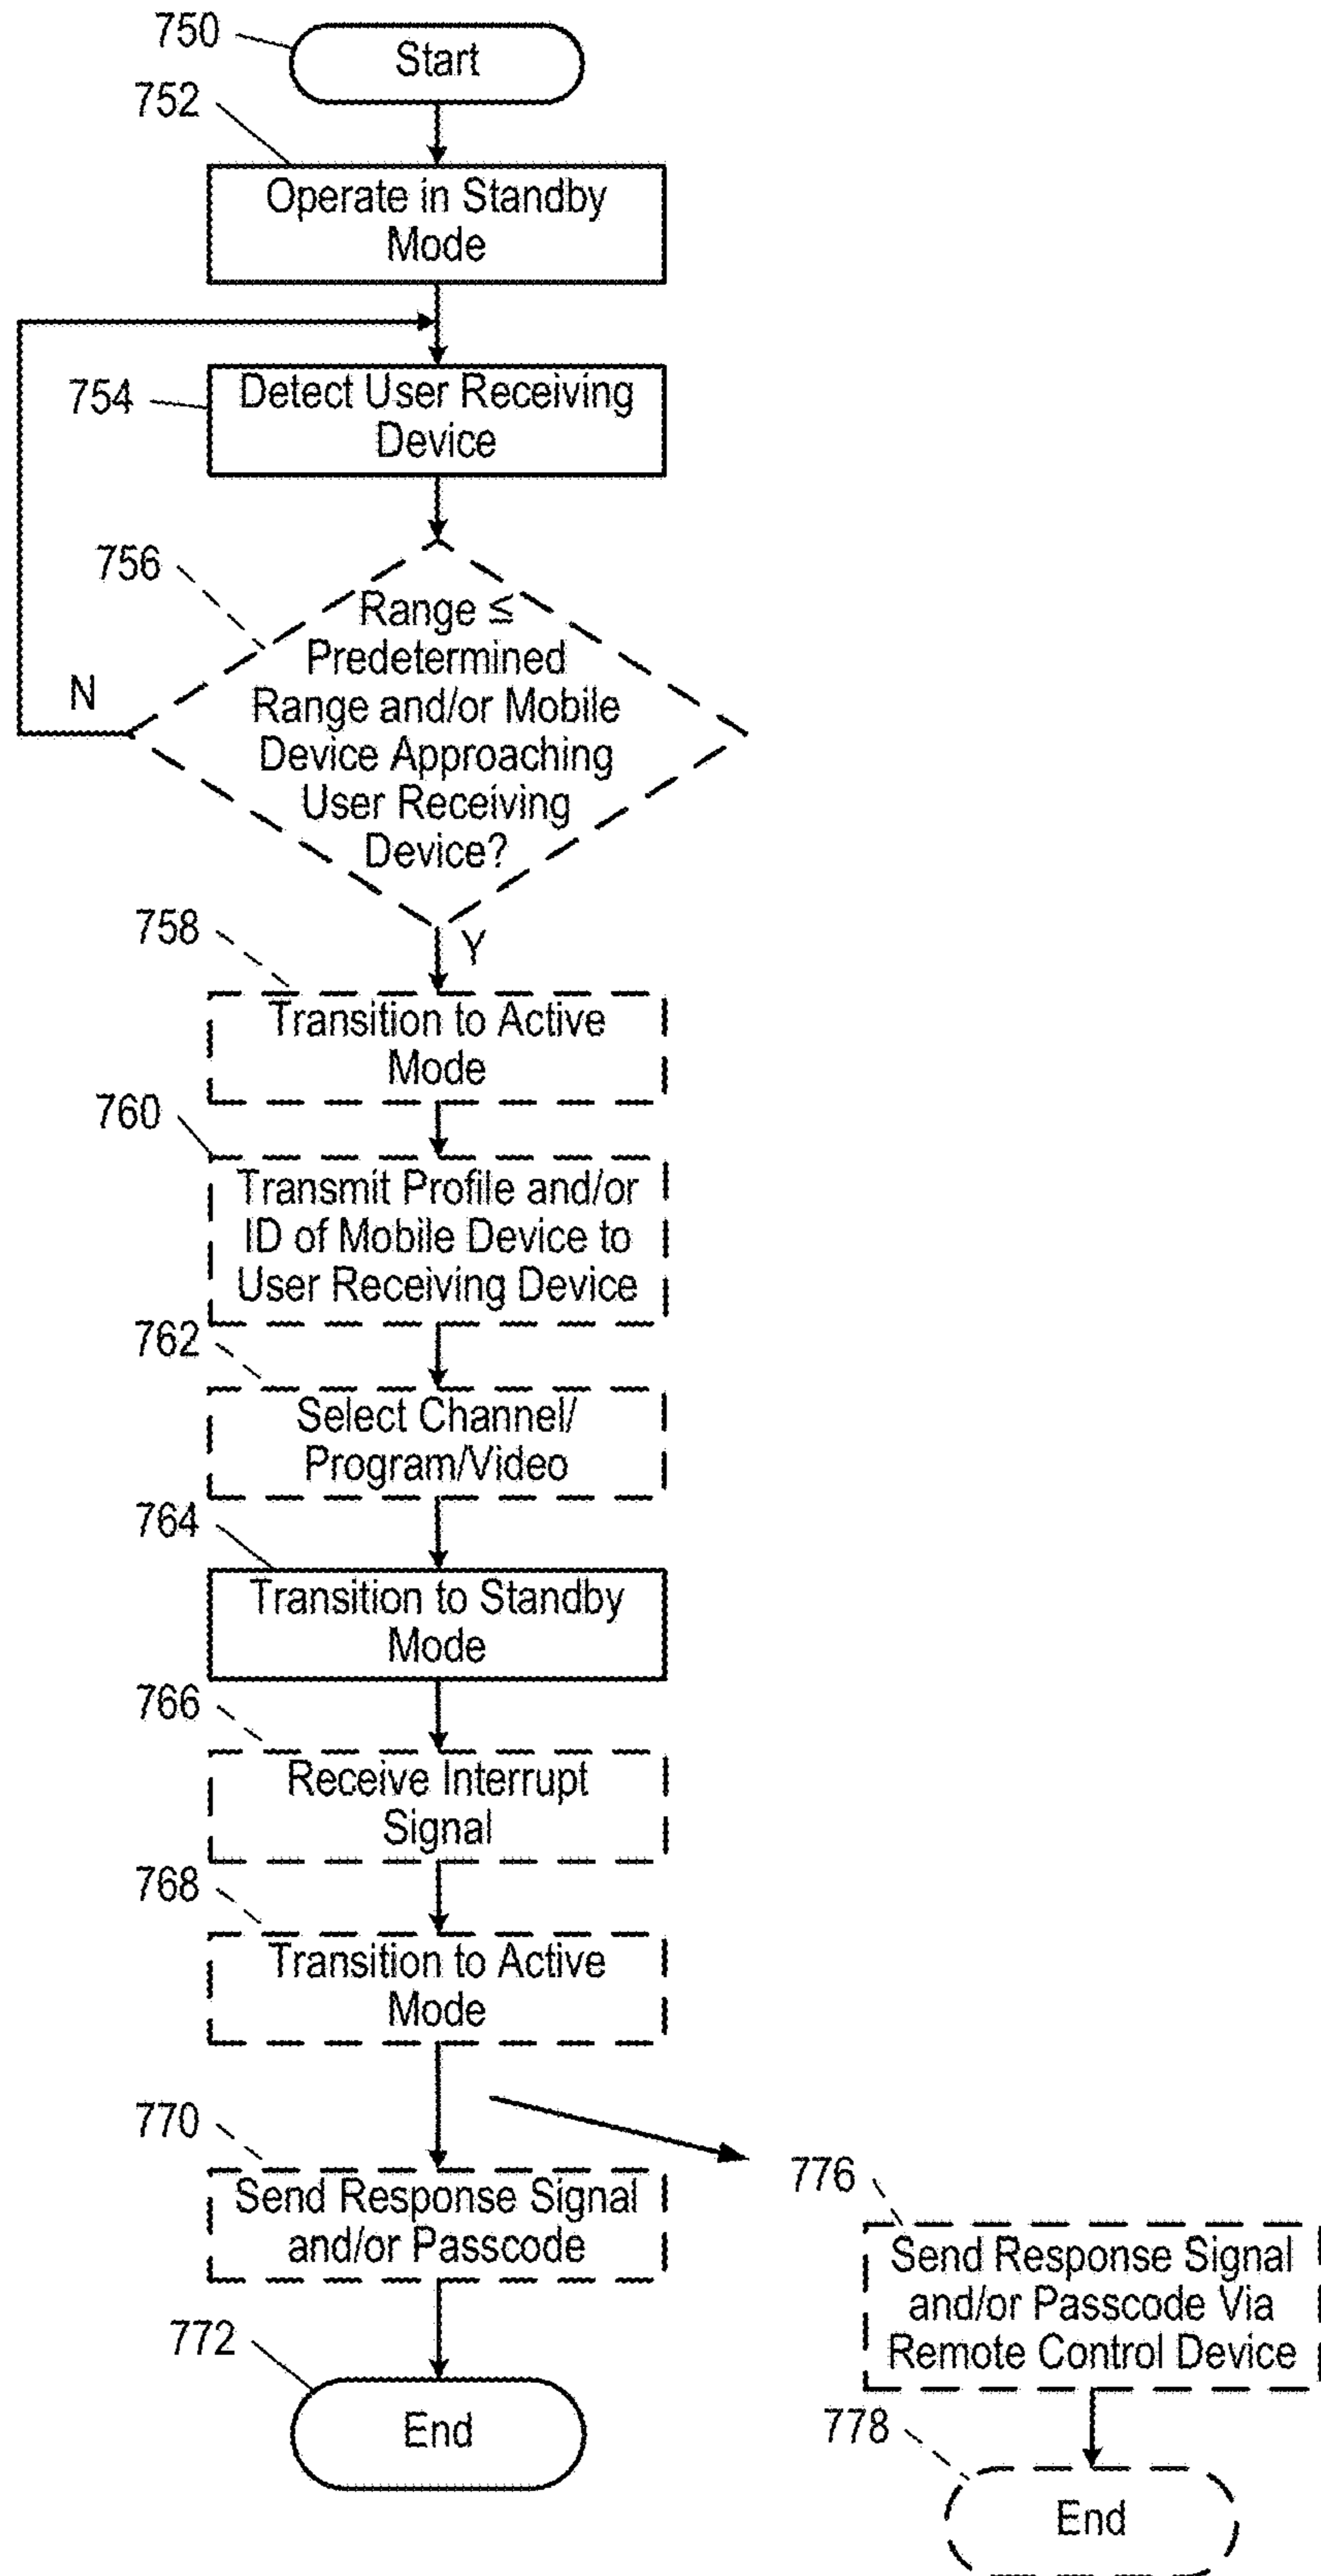 750
Start
752
Operate in Standby
Mode
754
Detect User Receiving
Device
756
Range ≤
Predetermined
Range and/or Mobile
Device Approaching
User Receiving
Device?
N
Y
758
Transition to Active
Mode
760
Transmit Profile and/or
ID of Mobile Device to
User Receiving Device
762
Select Channel/
Program/Video
764
Transition to Standby
Mode
766
Receive Interrupt
Signal
768
Transition to Active
Mode
770
Send Response Signal
and/or Passcode
772
End
776
Send Response Signal
and/or Passcode Via
Remote Control Device
778
End